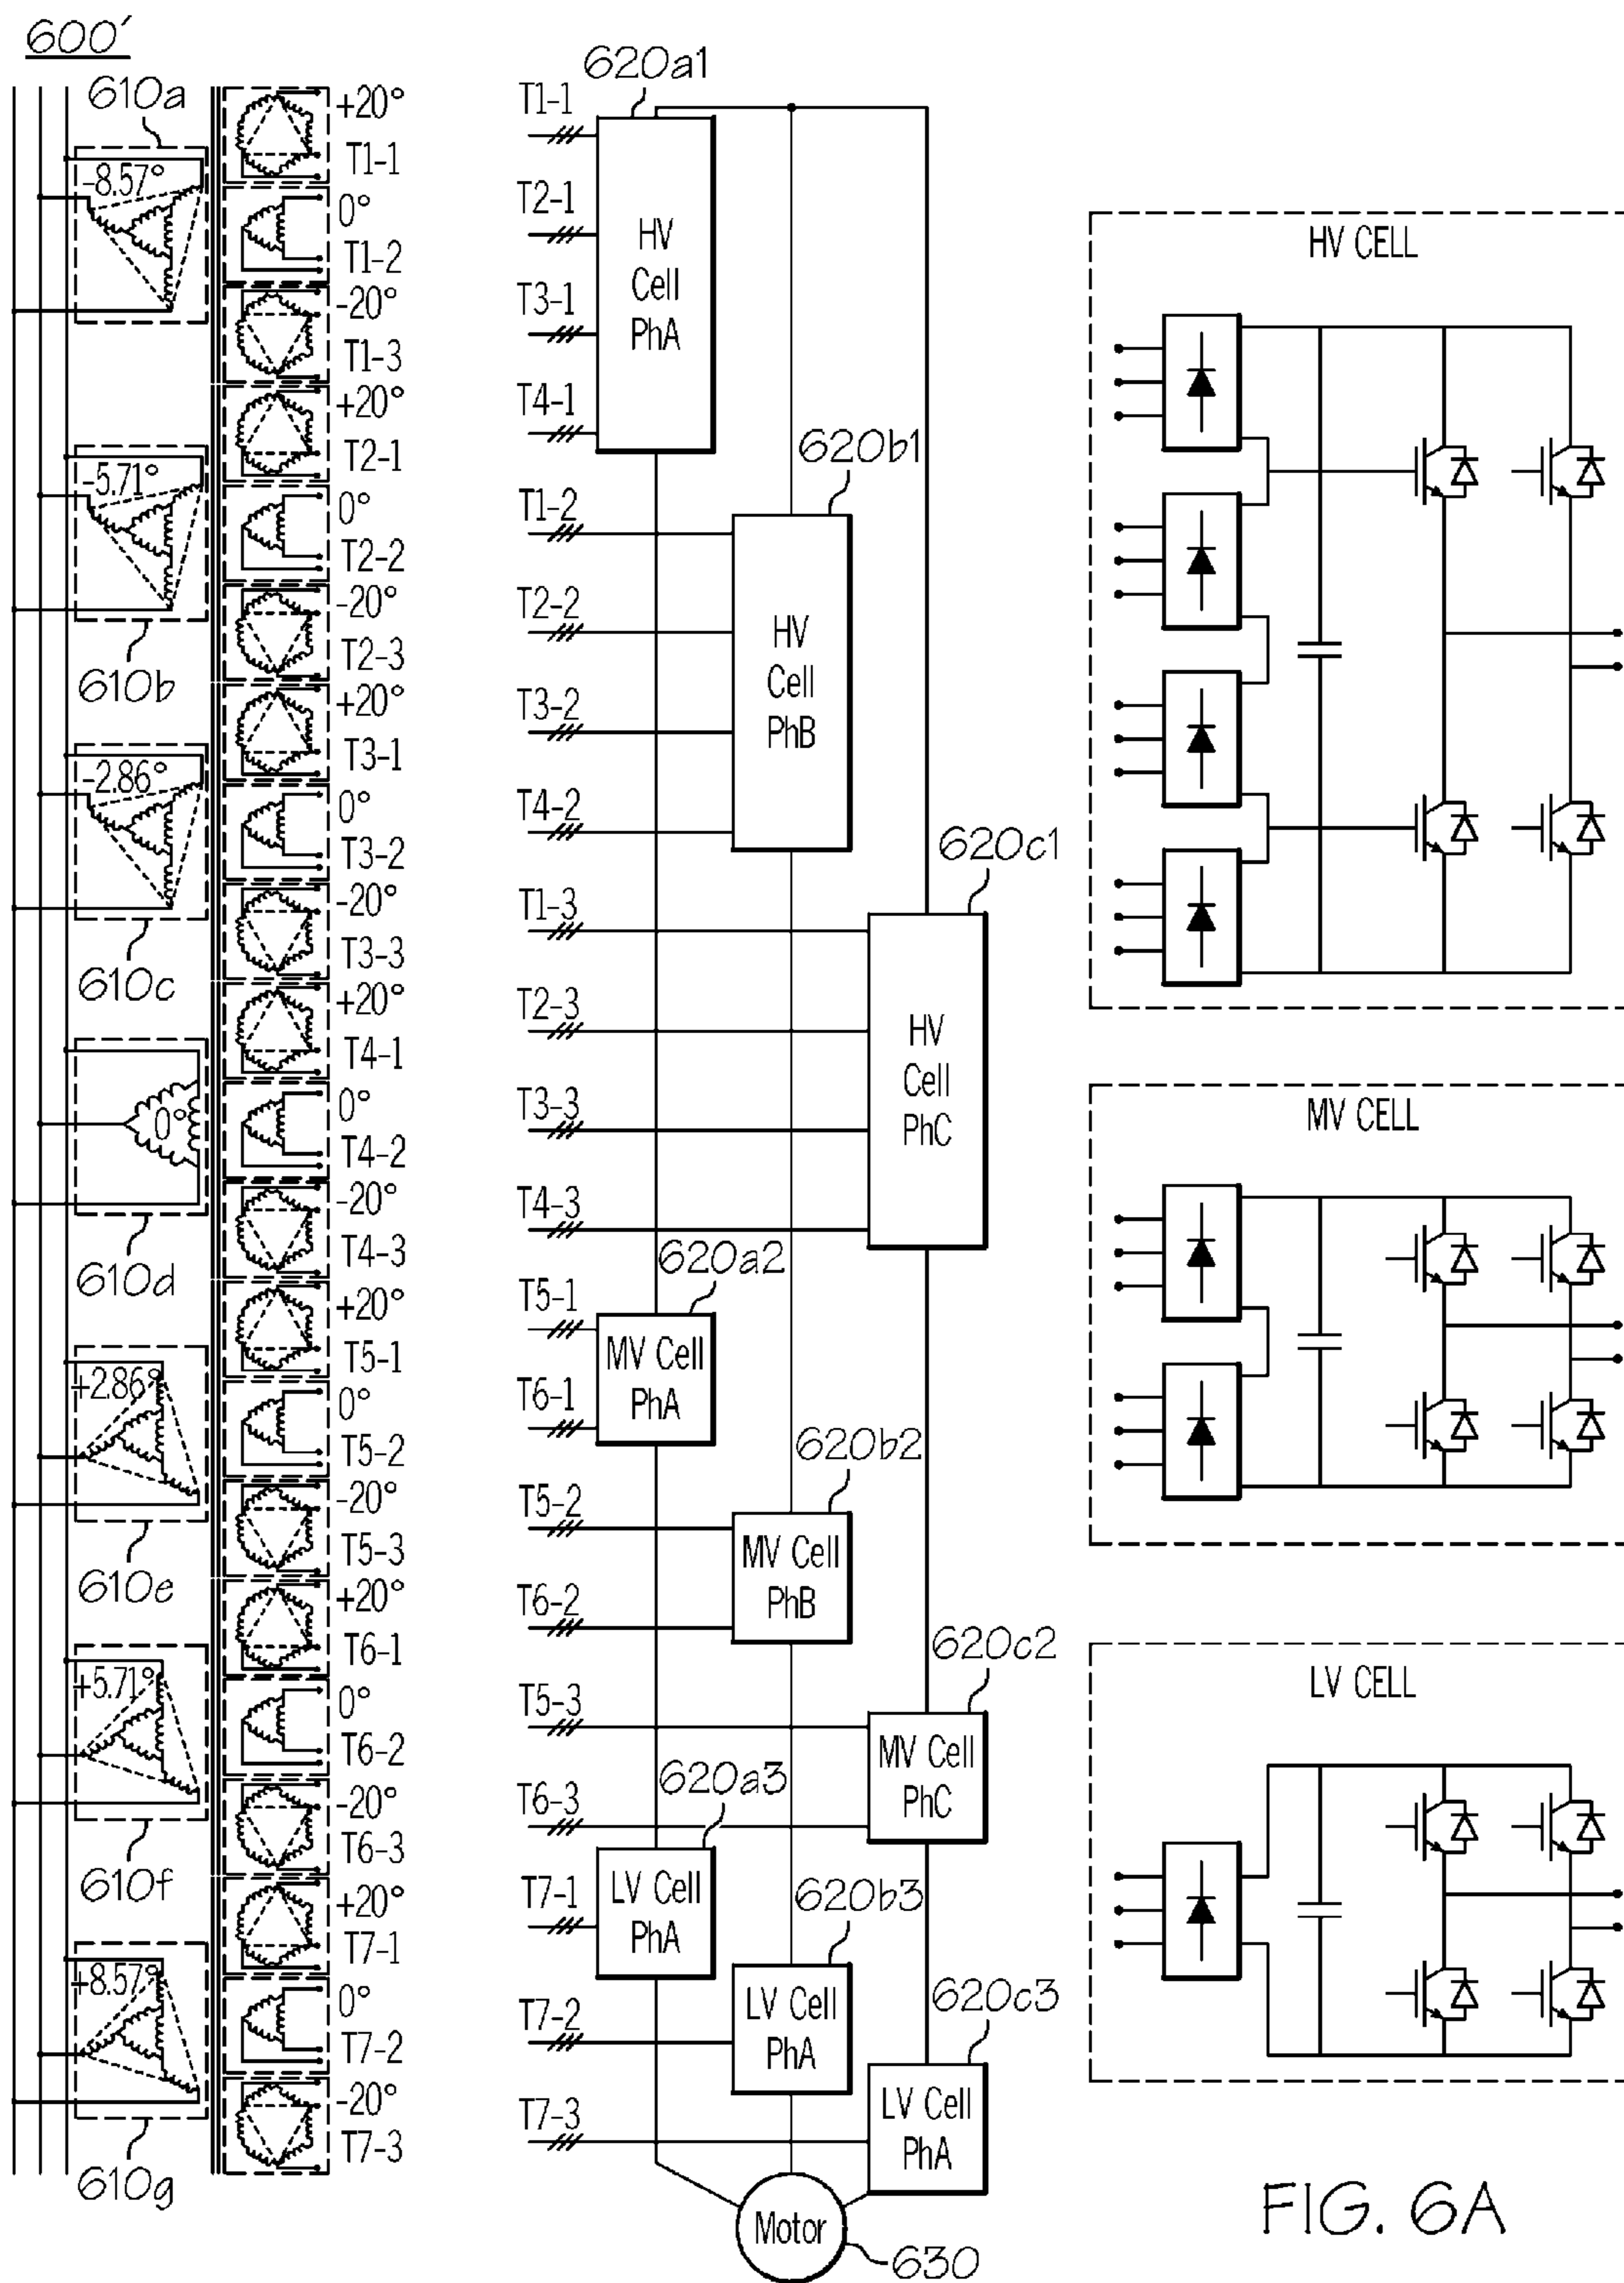 600'
610a
-8.57°
-5.71°
610b
-2.86°
610c
0°
610d
+2.86°
610e
+5.71°
610f
+8.57°
610g
+20°
T1-1
0°
T1-2
-20°
T1-3
+20°
T2-1
0°
T2-2
-20°
T2-3
+20°
T3-1
0°
T3-2
-20°
T3-3
+20°
T4-1
0°
T4-2
-20°
T4-3
+20°
T5-1
0°
T5-2
-20°
T5-3
+20°
T6-1
0°
T6-2
-20°
T6-3
+20°
T7-1
0°
T7-2
-20°
T7-3
620a1
T1-1
T2-1
T3-1
T4-1
HV
Cell
PhA
620b1
T1-2
T2-2
T3-2
T4-2
HV
Cell
PhB
620c1
T1-3
T2-3
T3-3
T4-3
HV
Cell
PhC
620a2
T5-1
T6-1
MV Cell
PhA
620b2
T5-2
T6-2
MV Cell
PhB
620c2
T5-3
T6-3
MV Cell
PhC
620a3
T7-1
LV Cell
PhA
620b3
T7-2
LV Cell
PhA
620c3
T7-3
LV Cell
PhA
Motor
630
HV CELL
MV CELL
LV CELL
FIG. 6A